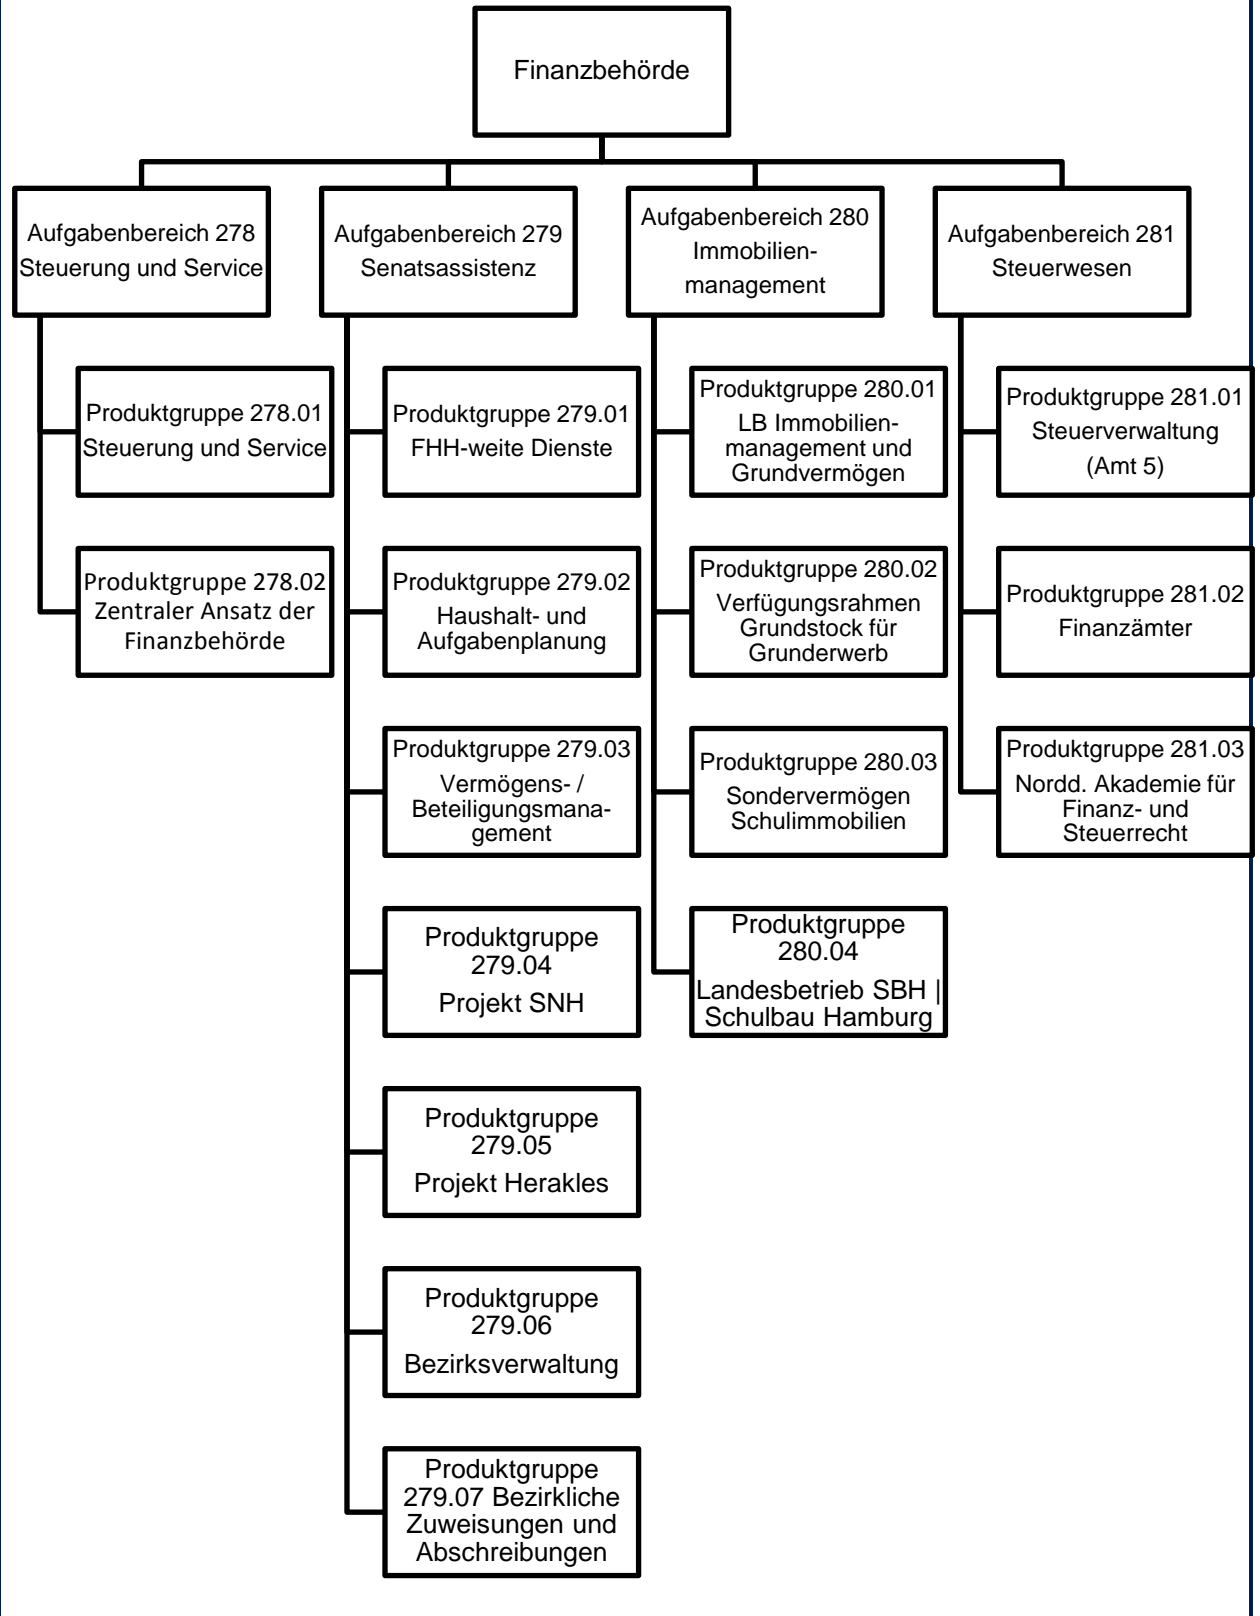 Finanzbehörde
Aufgabenbereich 278
Steuerung und Service
Aufgabenbereich 279
Senatsassistenz
Aufgabenbereich 280
Immobilien-
management
Aufgabenbereich 281
Steuerwesen
Produktgruppe 278.01
Steuerung und Service
Produktgruppe 278.02
Zentraler Ansatz der
Finanzbehörde
Produktgruppe 279.01
FHH-weite Dienste
Produktgruppe 279.02
Haushalt- und
Aufgabenplanung
Produktgruppe 279.03
Vermögens- /
Beteiligungsmana-
gement
Produktgruppe
279.04
Projekt SNH
Produktgruppe
279.05
Projekt Herakles
Produktgruppe
279.06
Bezirksverwaltung
Produktgruppe
279.07 Bezirkliche
Zuweisungen und
Abschreibungen
Produktgruppe 280.01
LB Immobilien-
management und
Grundvermögen
Produktgruppe 280.02
Verfügungsrahmen
Grundstock für
Grunderwerb
Produktgruppe 280.03
Sondervermögen
Schulimmobilien
Produktgruppe
280.04
Landesbetrieb SBH |
Schulbau Hamburg
Produktgruppe 281.01
Steuerverwaltung
(Amt 5)
Produktgruppe 281.02
Finanzämter
Produktgruppe 281.03
Nordd. Akademie für
Finanz- und
Steuerrecht